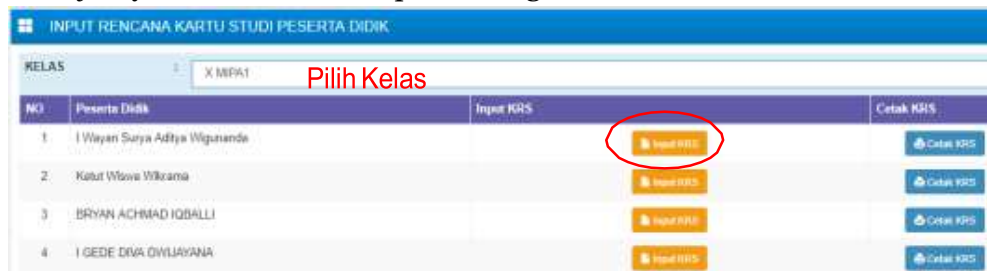 INPUT RENCANA KARTU STUDI PESERTA DIDIK
KELAS : X MIPA1 Pilih Kelas
NO Peserta Didik Input KRS Cetak KRS
1 I Wayan Surya Aditya Wigunanda Input KRS Cetak KRS
2 Ketut Wiswa Wikrama Input KRS Cetak KRS
3 BRYAN ACHMAD IQBALLI Input KRS Cetak KRS
4 I GEDE DIVA DWIJAYANA Input KRS Cetak KRS